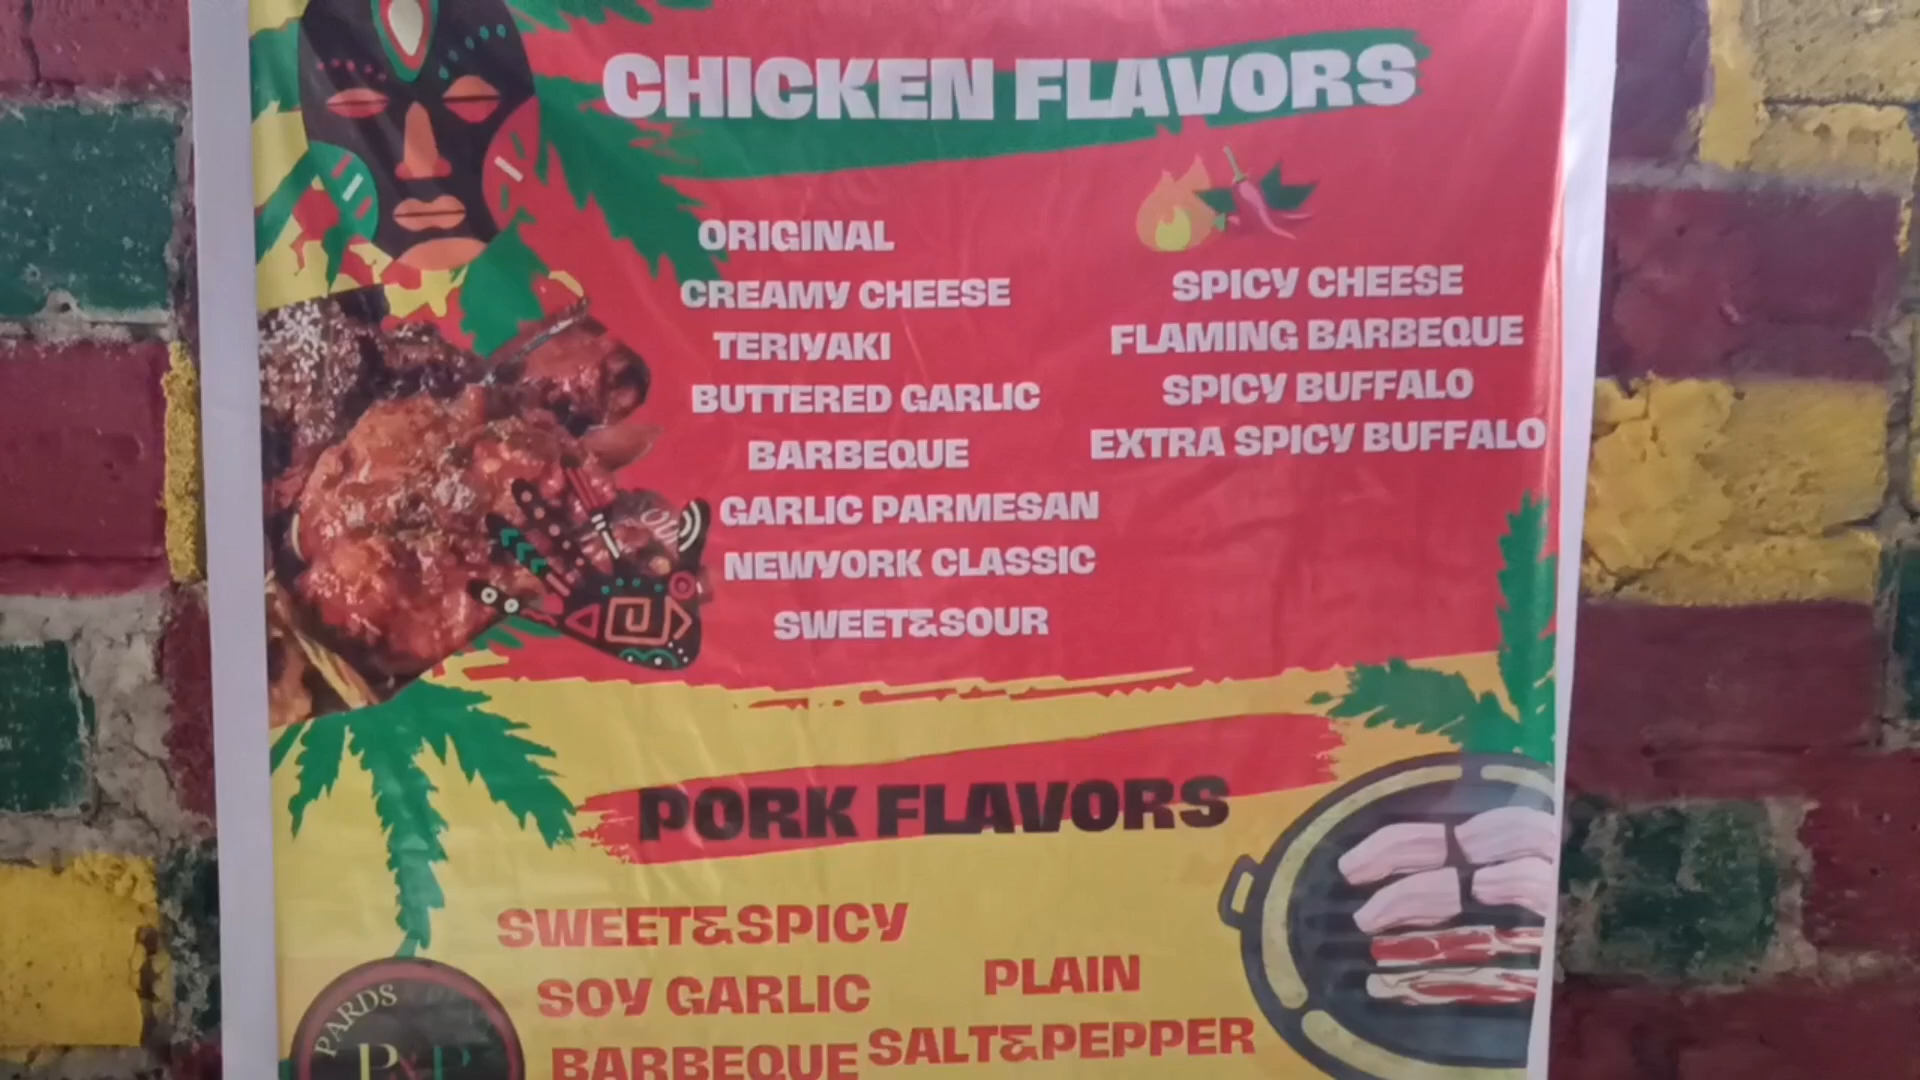 CHICKEN FLAVORS
ORIGINAL
CREAMY CHEESE
TERIYAKI
BUTTERED GARLIC
BARBEQUE
GARLIC PARMESAN
NEWYORK CLASSIC
SWEET&SOUR
SPICY CHEESE
FLAMING BARBEQUE
SPICY BUFFALO
EXTRA SPICY BUFFALO
PORK FLAVORS
SWEET&SPICY
SOY GARLIC
BARBEQUE
PLAIN
SALT&PEPPER
PARDS